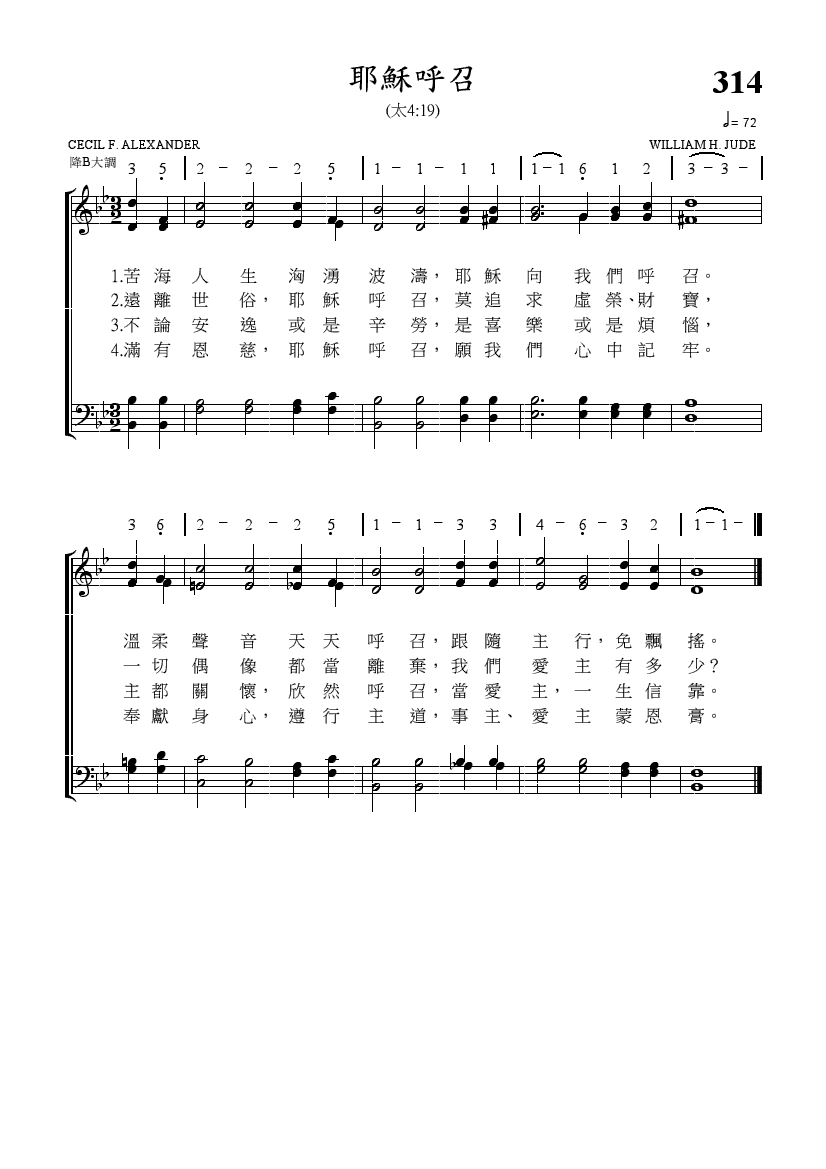 耶穌呼召
314
(太4:19)
= 72
CECIL F. ALEXANDER WILLIAM H. JUDE
降B大調
3 5 | 2 - 2 - 2 5 | 1 - 1 - 1 1 | 1 - 1 6 1 2 | 3 - 3 - |
3 2
1.苦海人生洶湧波濤，耶穌向我們呼召。
2.遠離世俗，耶穌呼召，莫追求虛榮、財寶，
3.不論安逸或是辛勞，是喜樂或是煩惱，
4.滿有恩慈，耶穌呼召，願我們心中記牢。
3 2
3 6 | 2 - 2 - 2 5 | 1 - 1 - 3 3 | 4 - 6 - 3 2 | 1 - 1 -
溫柔聲音天天呼召，跟隨主行，免飄搖。
一切偶像都當離棄，我們愛主有多少？
主都關懷，欣然呼召，當愛主，一生信靠。
奉獻身心，遵行主道，事主、愛主蒙恩膏。